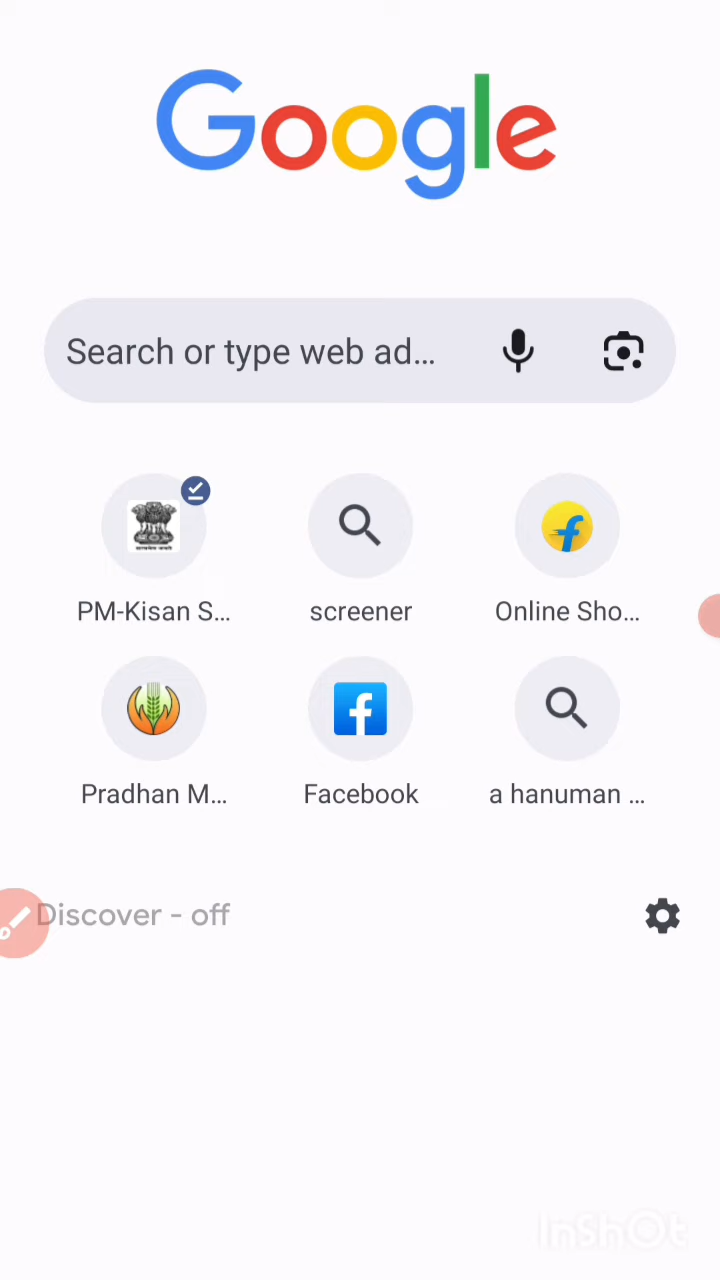 Google
Search or type web ad...
PM-Kisan S...
screener
Online Sho...
Pradhan M...
Facebook
a hanuman ...
Discover - off
InShOt